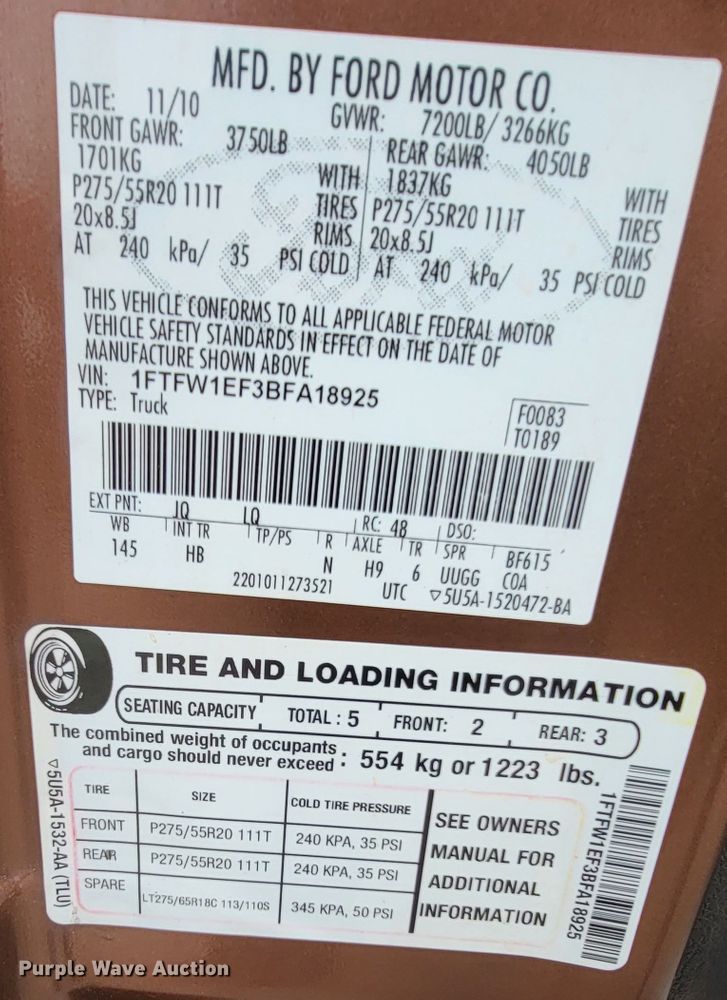 MFD. BY FORD MOTOR CO.
DATE: 11/10 GVWR: 7200LB/ 3266KG
FRONT GAWR: 3750LB REAR GAWR: 4050LB
1701KG WITH 1837KG WITH
P275/55R20 111T TIRES P275/55R20 111T TIRES
20x8.5J RIMS 20x8.5J RIMS
AT 240 kPa/ 35 PSI COLD AT 240 kPa/ 35 PSI COLD
THIS VEHICLE CONFORMS TO ALL APPLICABLE FEDERAL MOTOR
VEHICLE SAFETY STANDARDS IN EFFECT ON THE DATE OF
MANUFACTURE SHOWN ABOVE.
VIN: 1FTFW1EF3BFA18925
TYPE: Truck
F0083
T0189
EXT PNT: JQ LQ RC: 48 DSO:
WB INT TR TP/PS R AXLE TR SPR BF615
145 HB N H9 6 UUGG COA
2201011273521 UTC ▽5U5A-1520472-BA
TIRE AND LOADING INFORMATION
SEATING CAPACITY TOTAL : 5 FRONT: 2 REAR: 3
The combined weight of occupants
and cargo should never exceed : 554 kg or 1223 lbs.
TIRE SIZE COLD TIRE PRESSURE
FRONT P275/55R20 111T 240 KPA, 35 PSI
REAR P275/55R20 111T 240 KPA, 35 PSI
SPARE LT275/65R18C 113/110S 345 KPA, 50 PSI
SEE OWNERS
MANUAL FOR
ADDITIONAL
INFORMATION
▽5U5A-1532-AA (TLU)
1FTFW1EF3BFA18925
Purple Wave Auction